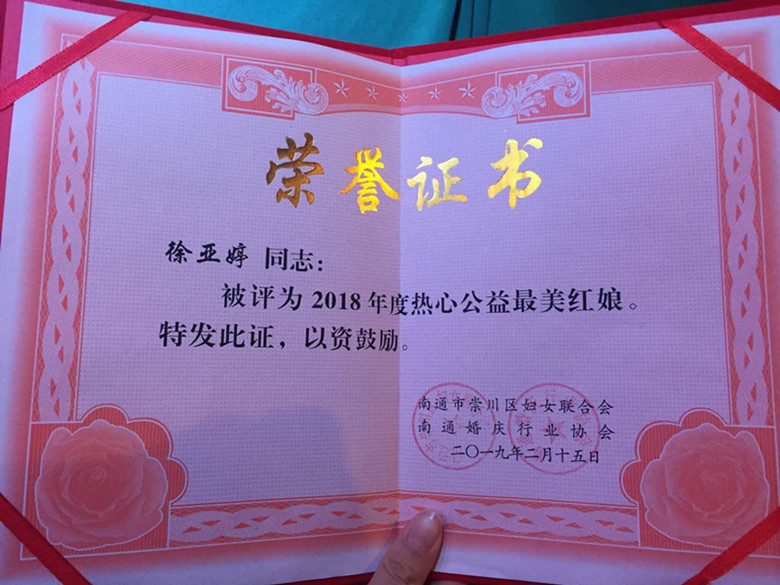 荣誉证书
徐亚婷 同志：
被评为2018年度热心公益最美红娘。
特发此证，以资鼓励。
南通市崇川区妇女联合会
南通婚庆行业协会
二〇一九年二月十五日